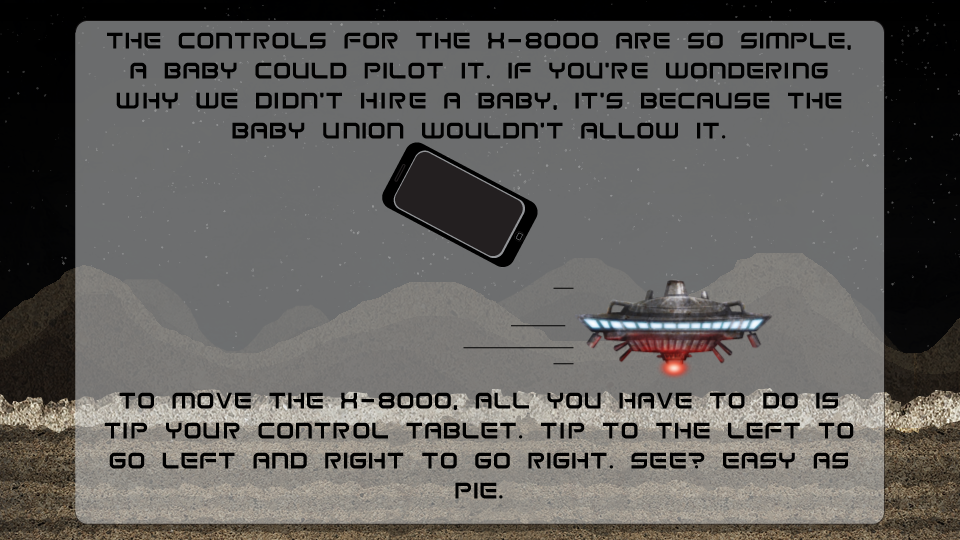 THE CONTROLS FOR THE X-8000 ARE SO SIMPLE,
A BABY COULD PILOT IT. IF YOU'RE WONDERING
WHY WE DIDN'T HIRE A BABY, IT'S BECAUSE THE
BABY UNION WOULDN'T ALLOW IT.
TO MOVE THE X-8000, ALL YOU HAVE TO DO IS
TIP YOUR CONTROL TABLET. TIP TO THE LEFT TO
GO LEFT AND RIGHT TO GO RIGHT. SEE? EASY AS
PIE.